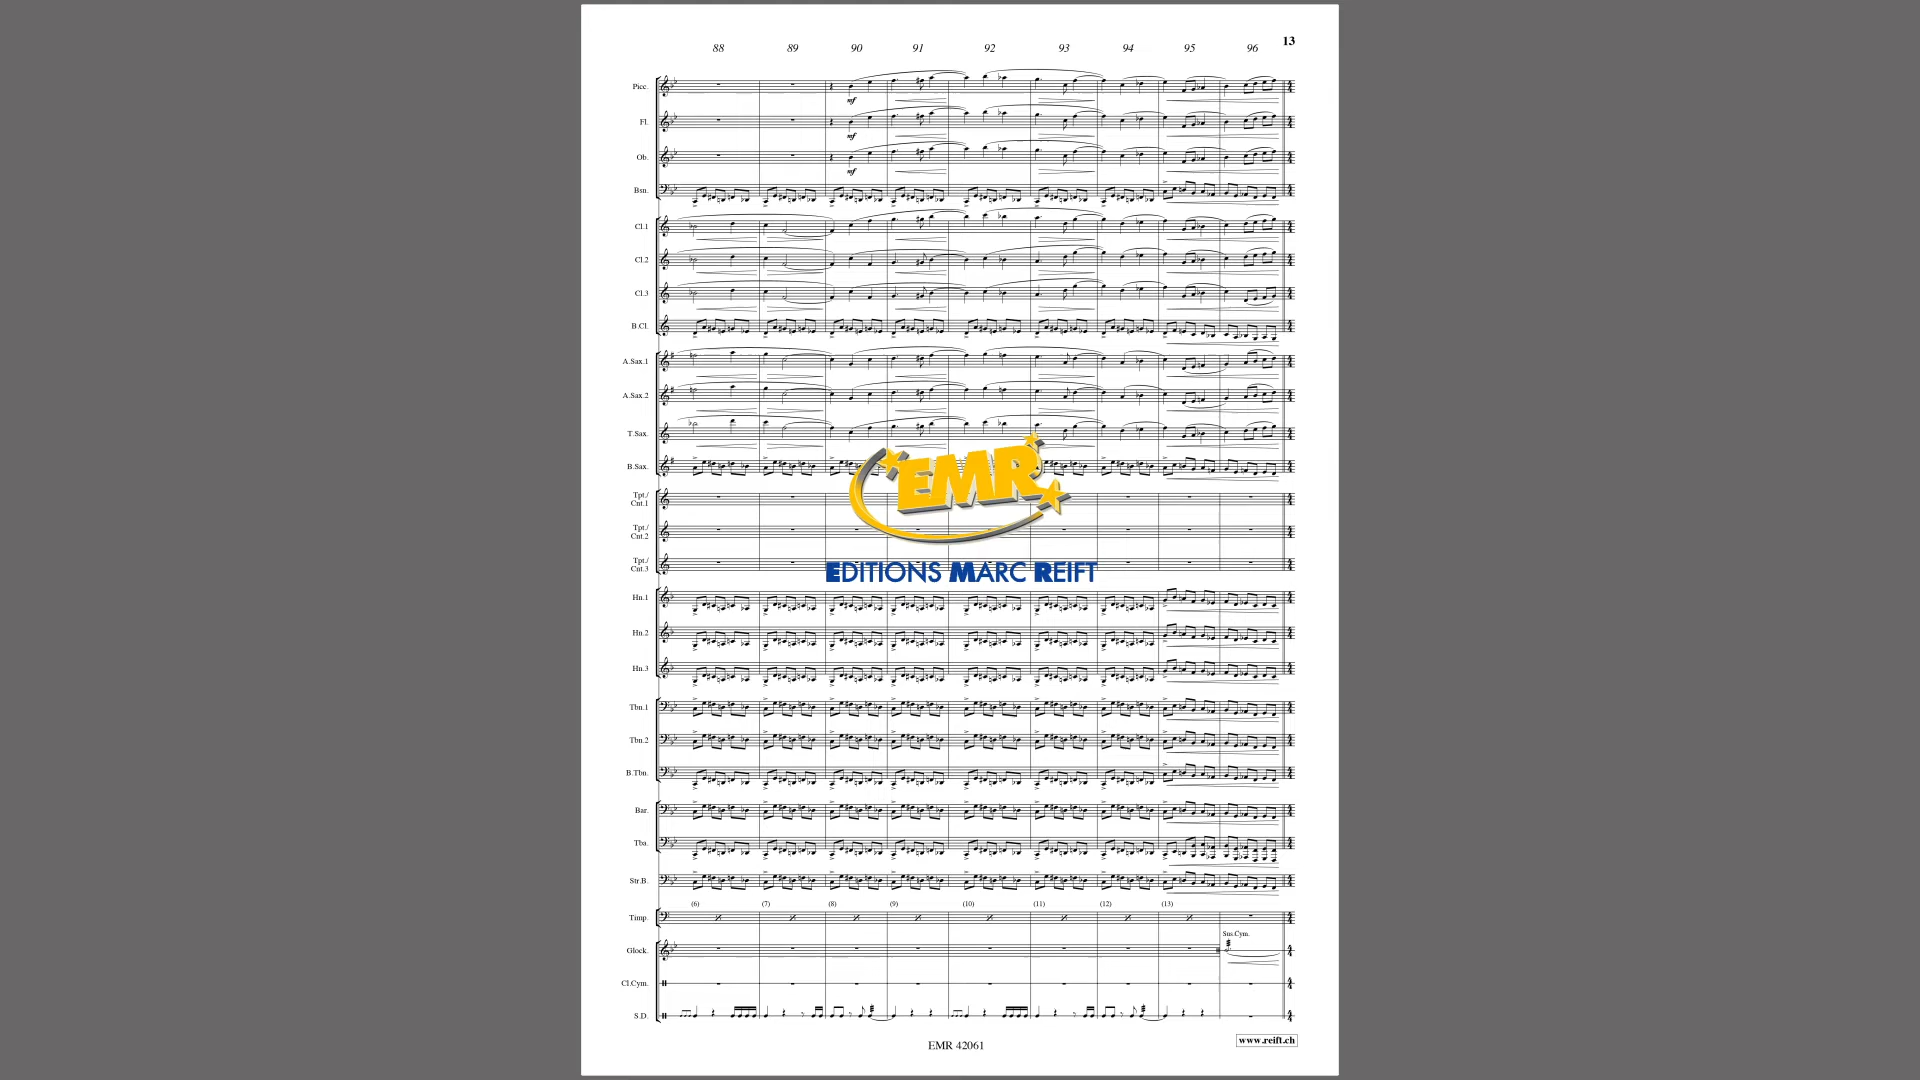 13
88 89 90 91 92 93 94 95 96
Picc.
mf
Fl.
mf
Ob.
mf
Bsn.
Cl.1
Cl.2
Cl.3
B.Cl.
A.Sax.1
A.Sax.2
T.Sax.
B.Sax.
EMR
Tpt./
Cnt.1
Tpt./
Cnt.2
Tpt./
Cnt.3
EDITIONS MARC REIFT
Hn.1
Hn.2
Hn.3
Tbn.1
Tbn.2
B.Tbn.
Bar.
Tba.
Str.B.
(6) (7) (8) (9) (10) (11) (12) (13)
Timp.
Sus.Cym.
Glock.
Cl.Cym.
S.D.
www.reift.ch
EMR 42061